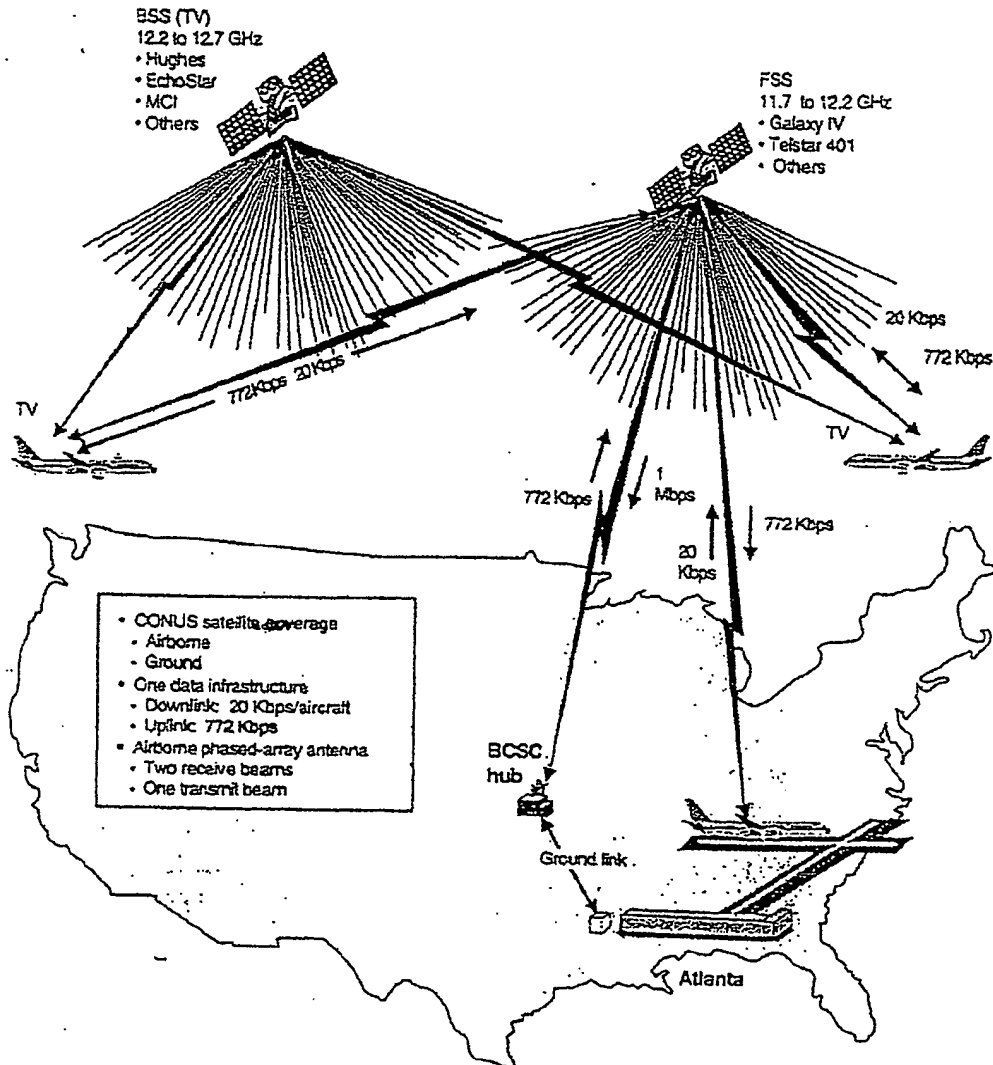 BSS (TV)
12.2 to 12.7 GHz
• Hughes
• EchoStar
• MCI
• Others
FSS
11.7 to 12.2 GHz
• Galaxy IV
• Telstar 401
• Others
20 Kbps
772 Kbps
772 Kbps 20 Kbps
TV
TV
772 Kbps
1
Mbps
20
Kbps
772 Kbps
• CONUS satellite coverage
• Airborne
• Ground
• One data infrastructure
• Downlink: 20 Kbps/aircraft
• Uplink: 772 Kbps
• Airborne phased-array antenna
• Two receive beams
• One transmit beam
BCSC
hub
Ground link
Atlanta